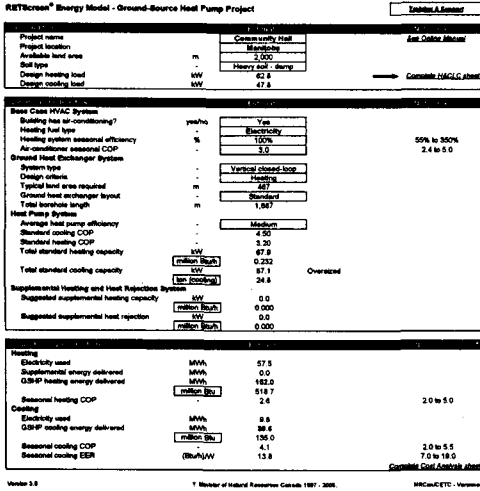 RETScreen® Energy Model - Ground-Source Heat Pump Project
Project name Community Hall See Online Manual
Project location Manitoba
Available land area m 2,000
Soil type - Heavy soil - damp
Design heating load kW 62.8 Complete H&CLC sheet
Design cooling load kW 47.8
Base Case HVAC System
Building has air-conditioning? yes/no Yes
Heating fuel type - Electricity
Heating system seasonal efficiency % 100% 55% to 350%
Air-conditioner seasonal COP - 3.0 2.4 to 5.0
Ground Heat Exchanger System
System type - Vertical closed-loop
Design criteria - Heating
Typical land area required m 467
Ground heat exchanger layout - Standard
Total borehole length m
Heat Pump System
Average heat pump efficiency - Medium
Standard cooling COP - 4.50
Standard heating COP - 3.20
Total standard heating capacity kW 67.9
million Btu/h 0.232
Total standard cooling capacity kW 87.1 Oversized
ton (cooling) 24.8
Supplemental Heating and Heat Rejection System
Suggested supplemental heating capacity kW 0.0
million Btu/h 0.000
Suggested supplemental heat rejection kW 0.0
million Btu/h 0.000
Heating
Electricity used MWh 57.5
Supplemental energy delivered MWh 0.0
GSHP heating energy delivered MWh 152.0
million Btu 518.7
Seasonal heating COP - 2.6 2.0 to 5.0
Cooling
Electricity used MWh 9.8
GSHP cooling energy delivered MWh 39.6
million Btu 135.0
Seasonal cooling COP - 4.1 2.0 to 5.5
Seasonal cooling EER (Btu/h)/W 13.8 7.0 to 19.0
Complete Cost Analysis sheet
Version 3.0 Minister of Natural Resources Canada 1997 - 2005. NRCan/CETC - Varennes